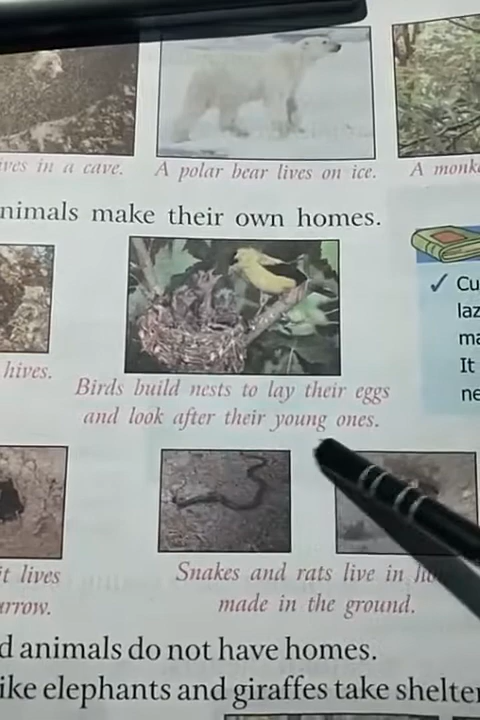 ves in a cave.
A polar bear lives on ice.
A monk
nimals make their own homes.
hives.
Birds build nests to lay their eggs
and look after their young ones.
✓ Cu
laz
ma
It
ne
it lives
rrow.
Snakes and rats live in
made in the ground.
d animals do not have homes.
ike elephants and giraffes take shelter